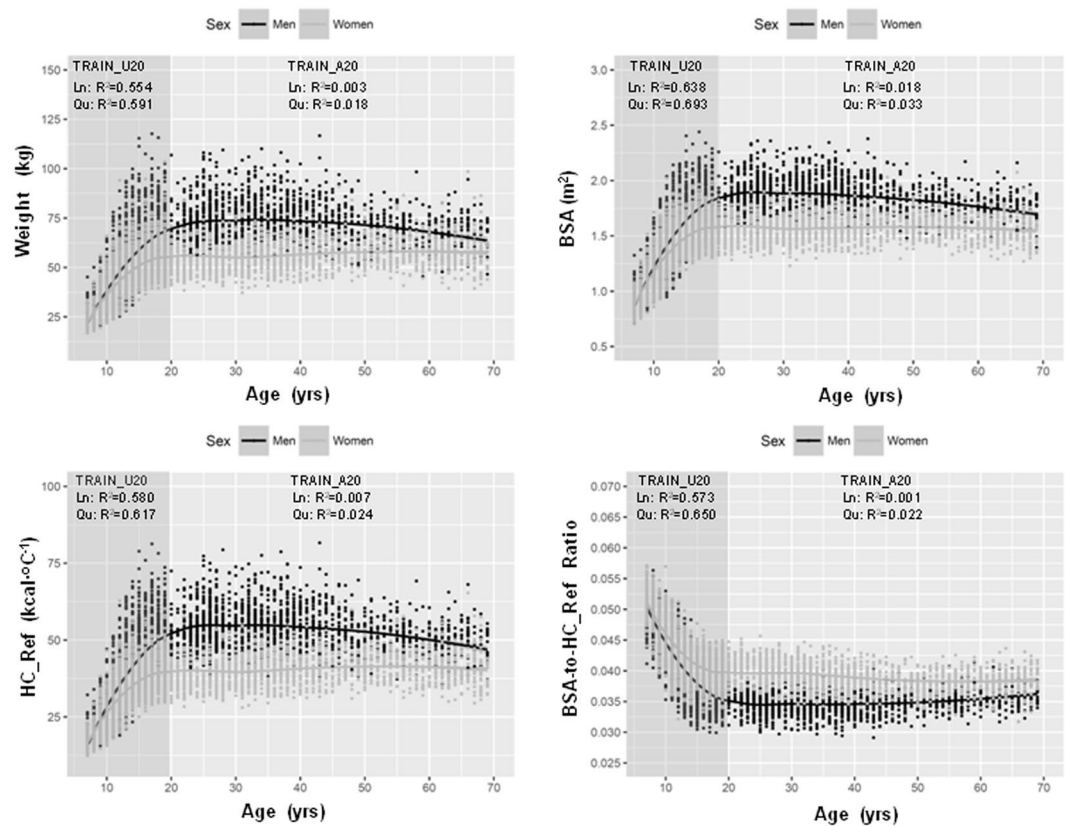 Sex Men Women
TRAIN_U20 TRAIN_A20
Ln: R²=0.554 Ln: R²=0.003
Qu: R²=0.591 Qu: R²=0.018
150
125
100
75
50
25
Weight (kg)
10 20 30 40 50 60 70
Age (yrs)
Sex Men Women
TRAIN_U20 TRAIN_A20
Ln: R²=0.638 Ln: R²=0.018
Qu: R²=0.693 Qu: R²=0.033
3.0
2.5
2.0
1.5
1.0
0.5
BSA (m²)
10 20 30 40 50 60 70
Age (yrs)
Sex Men Women
TRAIN_U20 TRAIN_A20
Ln: R²=0.580 Ln: R²=0.007
Qu: R²=0.617 Qu: R²=0.024
100
75
50
25
HC_Ref (kcal·°C⁻¹)
10 20 30 40 50 60 70
Age (yrs)
Sex Men Women
TRAIN_U20 TRAIN_A20
Ln: R²=0.573 Ln: R²=0.001
Qu: R²=0.650 Qu: R²=0.022
0.070
0.065
0.060
0.055
0.050
0.045
0.040
0.035
0.030
0.025
BSA-to-HC_Ref Ratio
10 20 30 40 50 60 70
Age (yrs)